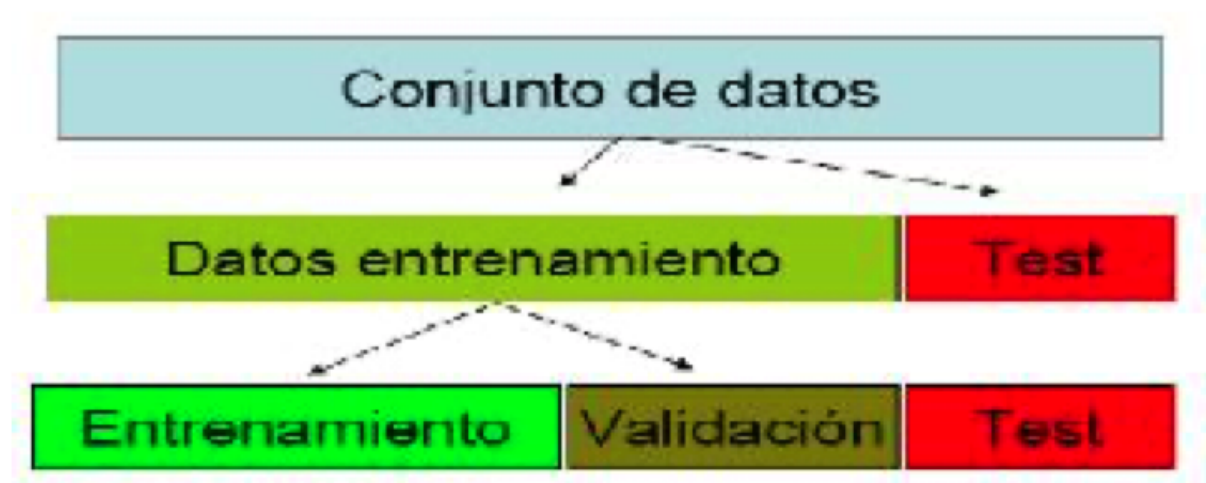 Conjunto de datos
Datos entrenamiento Test
Entrenamiento Validación Test